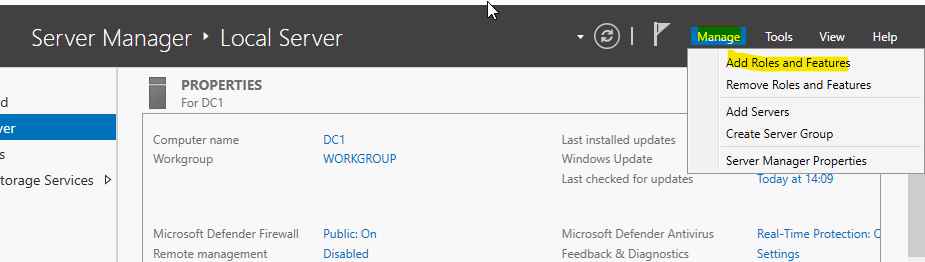 Server Manager ‣ Local Server
Manage Tools View Help
Add Roles and Features
Remove Roles and Features
Add Servers
Create Server Group
Server Manager Properties
PROPERTIES
For DC1
Computer name DC1 Last installed updates
Workgroup WORKGROUP Windows Update
Last checked for updates Today at 14:09
Microsoft Defender Firewall Public: On Microsoft Defender Antivirus Real-Time Protection:
Remote management Disabled Feedback & Diagnostics Settings
torage Services